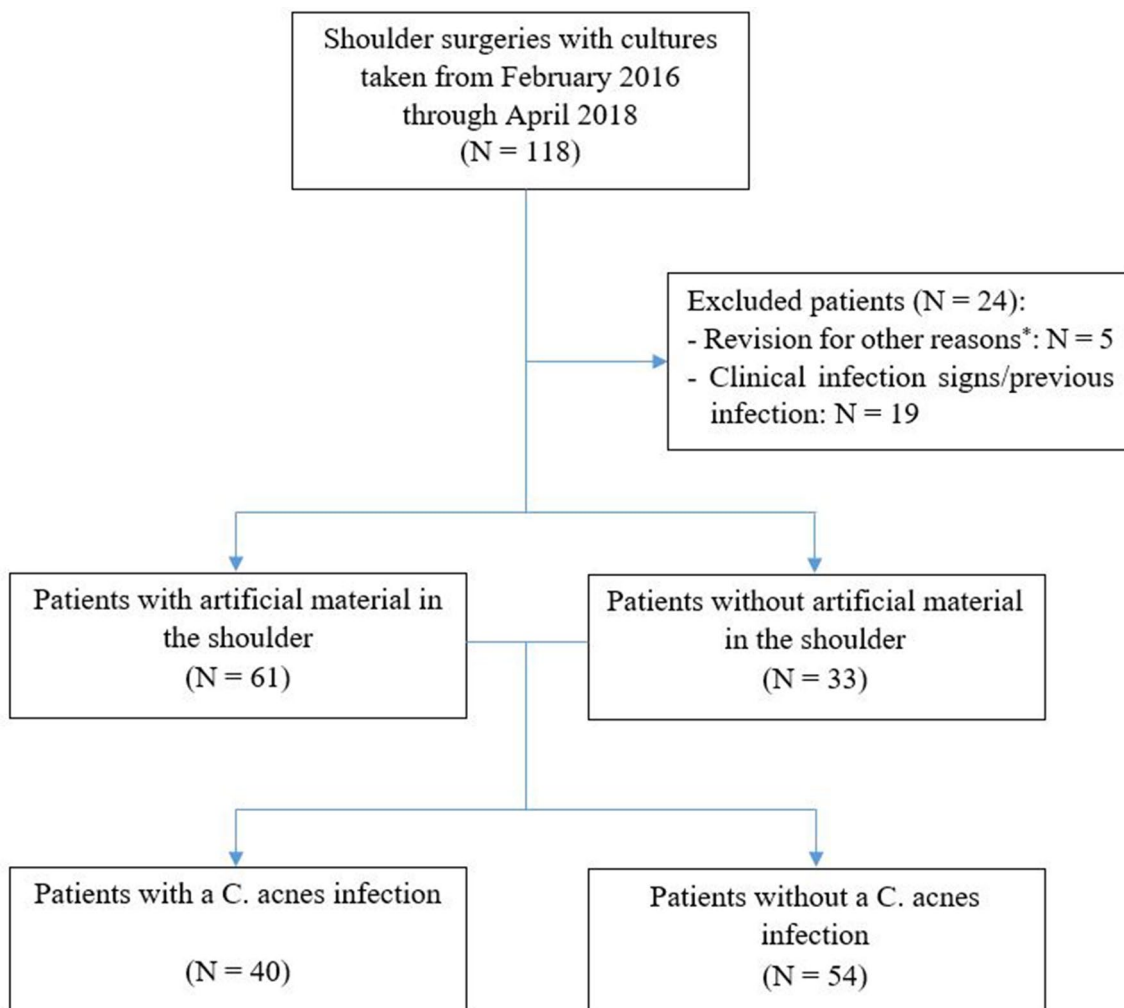 Shoulder surgeries with cultures
taken from February 2016
through April 2018
(N = 118)
Excluded patients (N = 24):
- Revision for other reasons*: N = 5
- Clinical infection signs/previous
infection: N = 19
Patients with artificial material in
the shoulder
(N = 61)
Patients without artificial material
in the shoulder
(N = 33)
Patients with a C. acnes infection
(N = 40)
Patients without a C. acnes
infection
(N = 54)